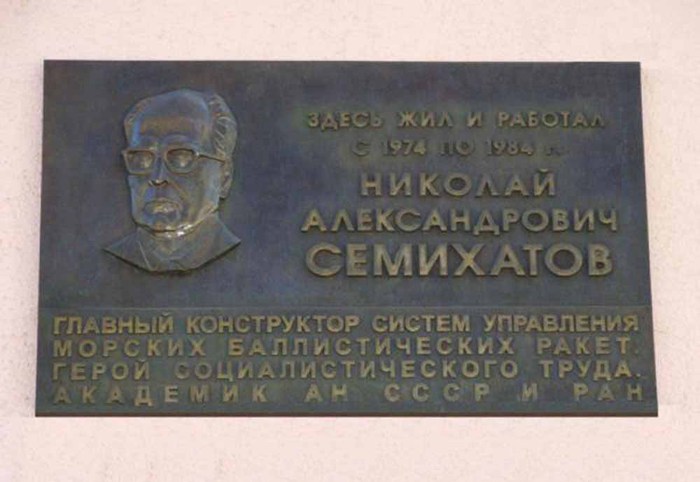 ЗДЕСЬ ЖИЛ И РАБОТАЛ
С 1974 ПО 1984 г.
НИКОЛАЙ
АЛЕКСАНДРОВИЧ
СЕМИХАТОВ
ГЛАВНЫЙ КОНСТРУКТОР СИСТЕМ УПРАВЛЕНИЯ
МОРСКИХ БАЛЛИСТИЧЕСКИХ РАКЕТ.
ГЕРОЙ СОЦИАЛИСТИЧЕСКОГО ТРУДА.
АКАДЕМИК АН СССР И РАН